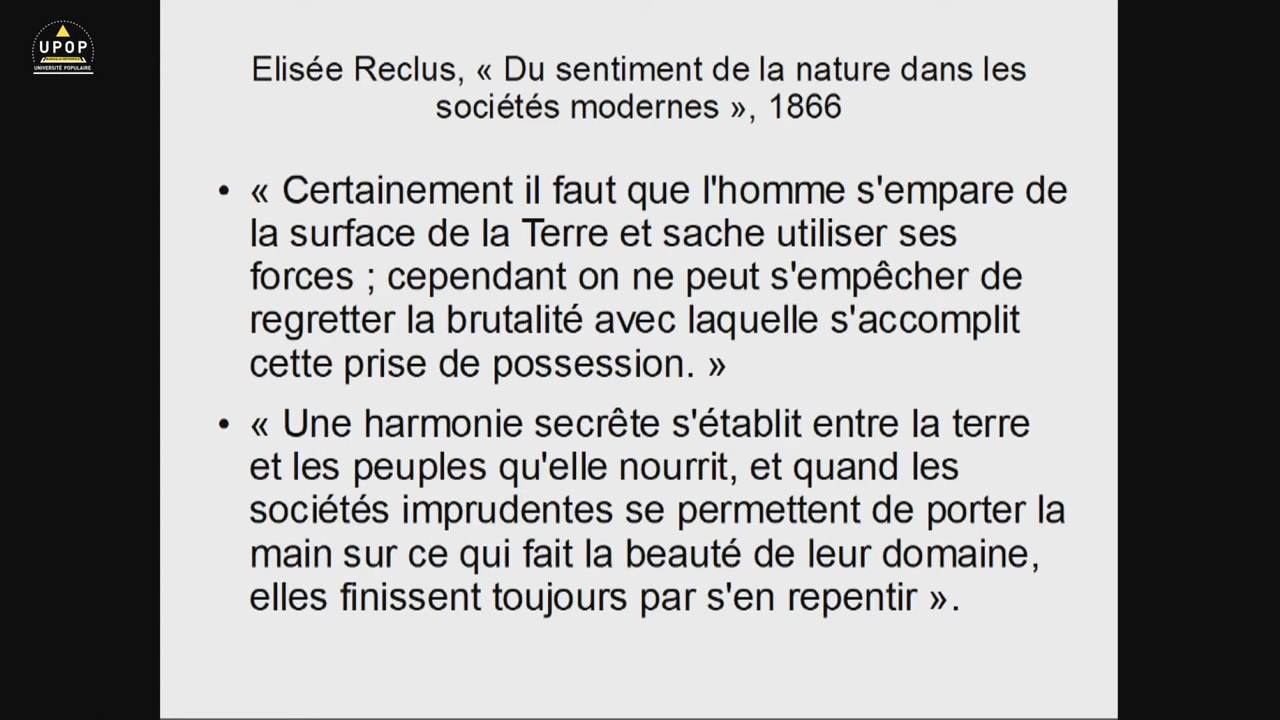 UPOP
UNIVERSITÉ POPULAIRE
Elisée Reclus, « Du sentiment de la nature dans les
sociétés modernes », 1866
• « Certainement il faut que l'homme s'empare de
la surface de la Terre et sache utiliser ses
forces ; cependant on ne peut s'empêcher de
regretter la brutalité avec laquelle s'accomplit
cette prise de possession. »
• « Une harmonie secrête s'établit entre la terre
et les peuples qu'elle nourrit, et quand les
sociétés imprudentes se permettent de porter la
main sur ce qui fait la beauté de leur domaine,
elles finissent toujours par s'en repentir ».